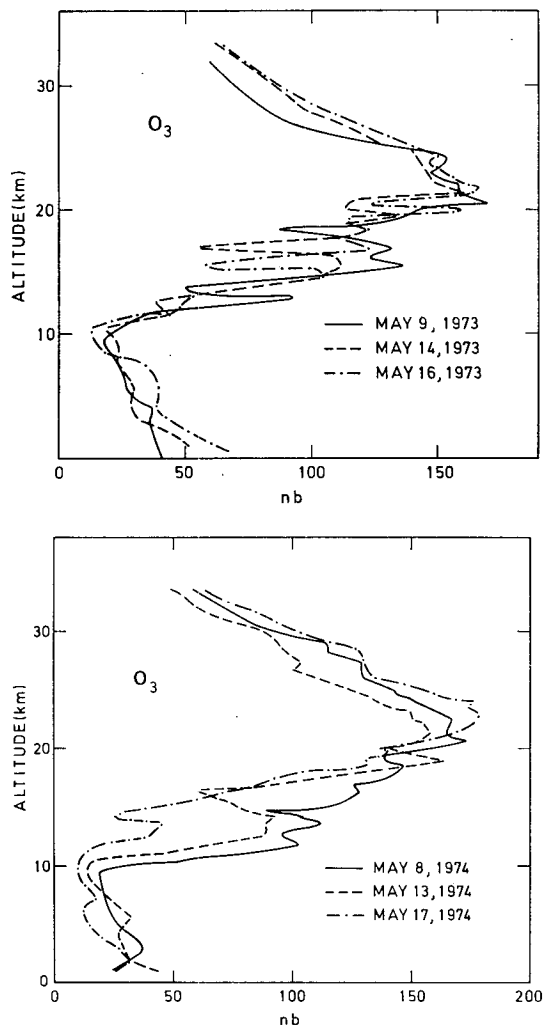 30
20
10
0
ALTITUDE(km)
O3
MAY 9, 1973
MAY 14, 1973
MAY 16, 1973
0
50
100
150
nb
30
20
10
0
ALTITUDE(km)
O3
MAY 8, 1974
MAY 13, 1974
MAY 17, 1974
50
100
150
200
nb